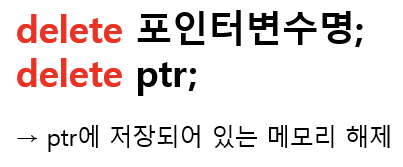 delete 포인터변수명;
delete ptr;
→ ptr에 저장되어 있는 메모리 해제